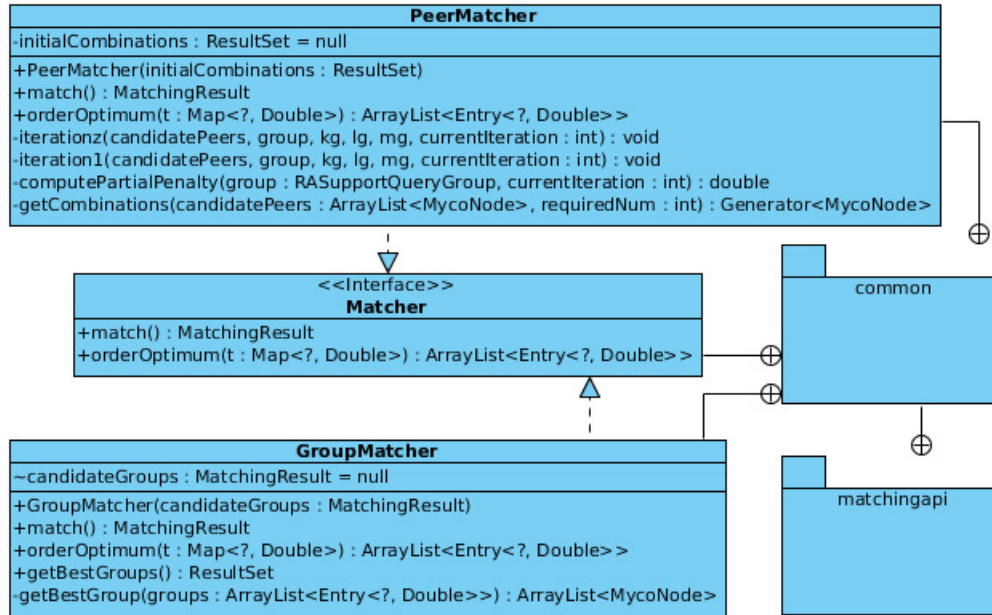 PeerMatcher
-initialCombinations : ResultSet = null
+PeerMatcher(initialCombinations : ResultSet)
+match() : MatchingResult
+orderOptimum(t : Map<?, Double>) : ArrayList<Entry<?, Double>>
-iterationz(candidatePeers, group, kg, lg, mg, currentIteration : int) : void
-iteration1(candidatePeers, group, kg, lg, mg, currentIteration : int) : void
-computePartialPenalty(group : RASupportQueryGroup, currentIteration : int) : double
-getCombinations(candidatePeers : ArrayList<MycoNode>, requiredNum : int) : Generator<MycoNode>
<<Interface>>
Matcher
+match() : MatchingResult
+orderOptimum(t : Map<?, Double>) : ArrayList<Entry<?, Double>>
common
GroupMatcher
~candidateGroups : MatchingResult = null
+GroupMatcher(candidateGroups : MatchingResult)
+match() : MatchingResult
+orderOptimum(t : Map<?, Double>) : ArrayList<Entry<?, Double>>
+getBestGroups() : ResultSet
-getBestGroup(groups : ArrayList<Entry<?, Double>>) : ArrayList<MycoNode>
matchingapi